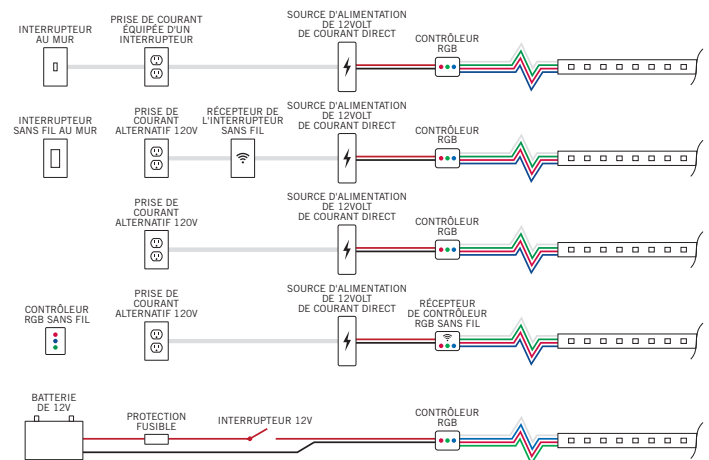 INTERRUPTEUR
AU MUR
PRISE DE COURANT
ÉQUIPÉE D'UN
INTERRUPTEUR
SOURCE D'ALIMENTATION
DE 12VOLT
DE COURANT DIRECT
CONTRÔLEUR
RGB
INTERRUPTEUR
SANS FIL AU MUR
PRISE DE
COURANT
ALTERNATIF 120V
RÉCEPTEUR DE
L'INTERRUPTEUR
SANS FIL
SOURCE D'ALIMENTATION
DE 12VOLT
DE COURANT DIRECT
CONTRÔLEUR
RGB
PRISE DE
COURANT
ALTERNATIF 120V
SOURCE D'ALIMENTATION
DE 12VOLT
DE COURANT DIRECT
CONTRÔLEUR
RGB
CONTRÔLEUR
RGB SANS FIL
PRISE DE
COURANT
ALTERNATIF 120V
SOURCE D'ALIMENTATION
DE 12VOLT
DE COURANT DIRECT
RÉCEPTEUR
DE CONTRÔLEUR
RGB SANS FIL
BATTERIE
DE 12V
PROTECTION
FUSIBLE
INTERRUPTEUR 12V
CONTRÔLEUR
RGB